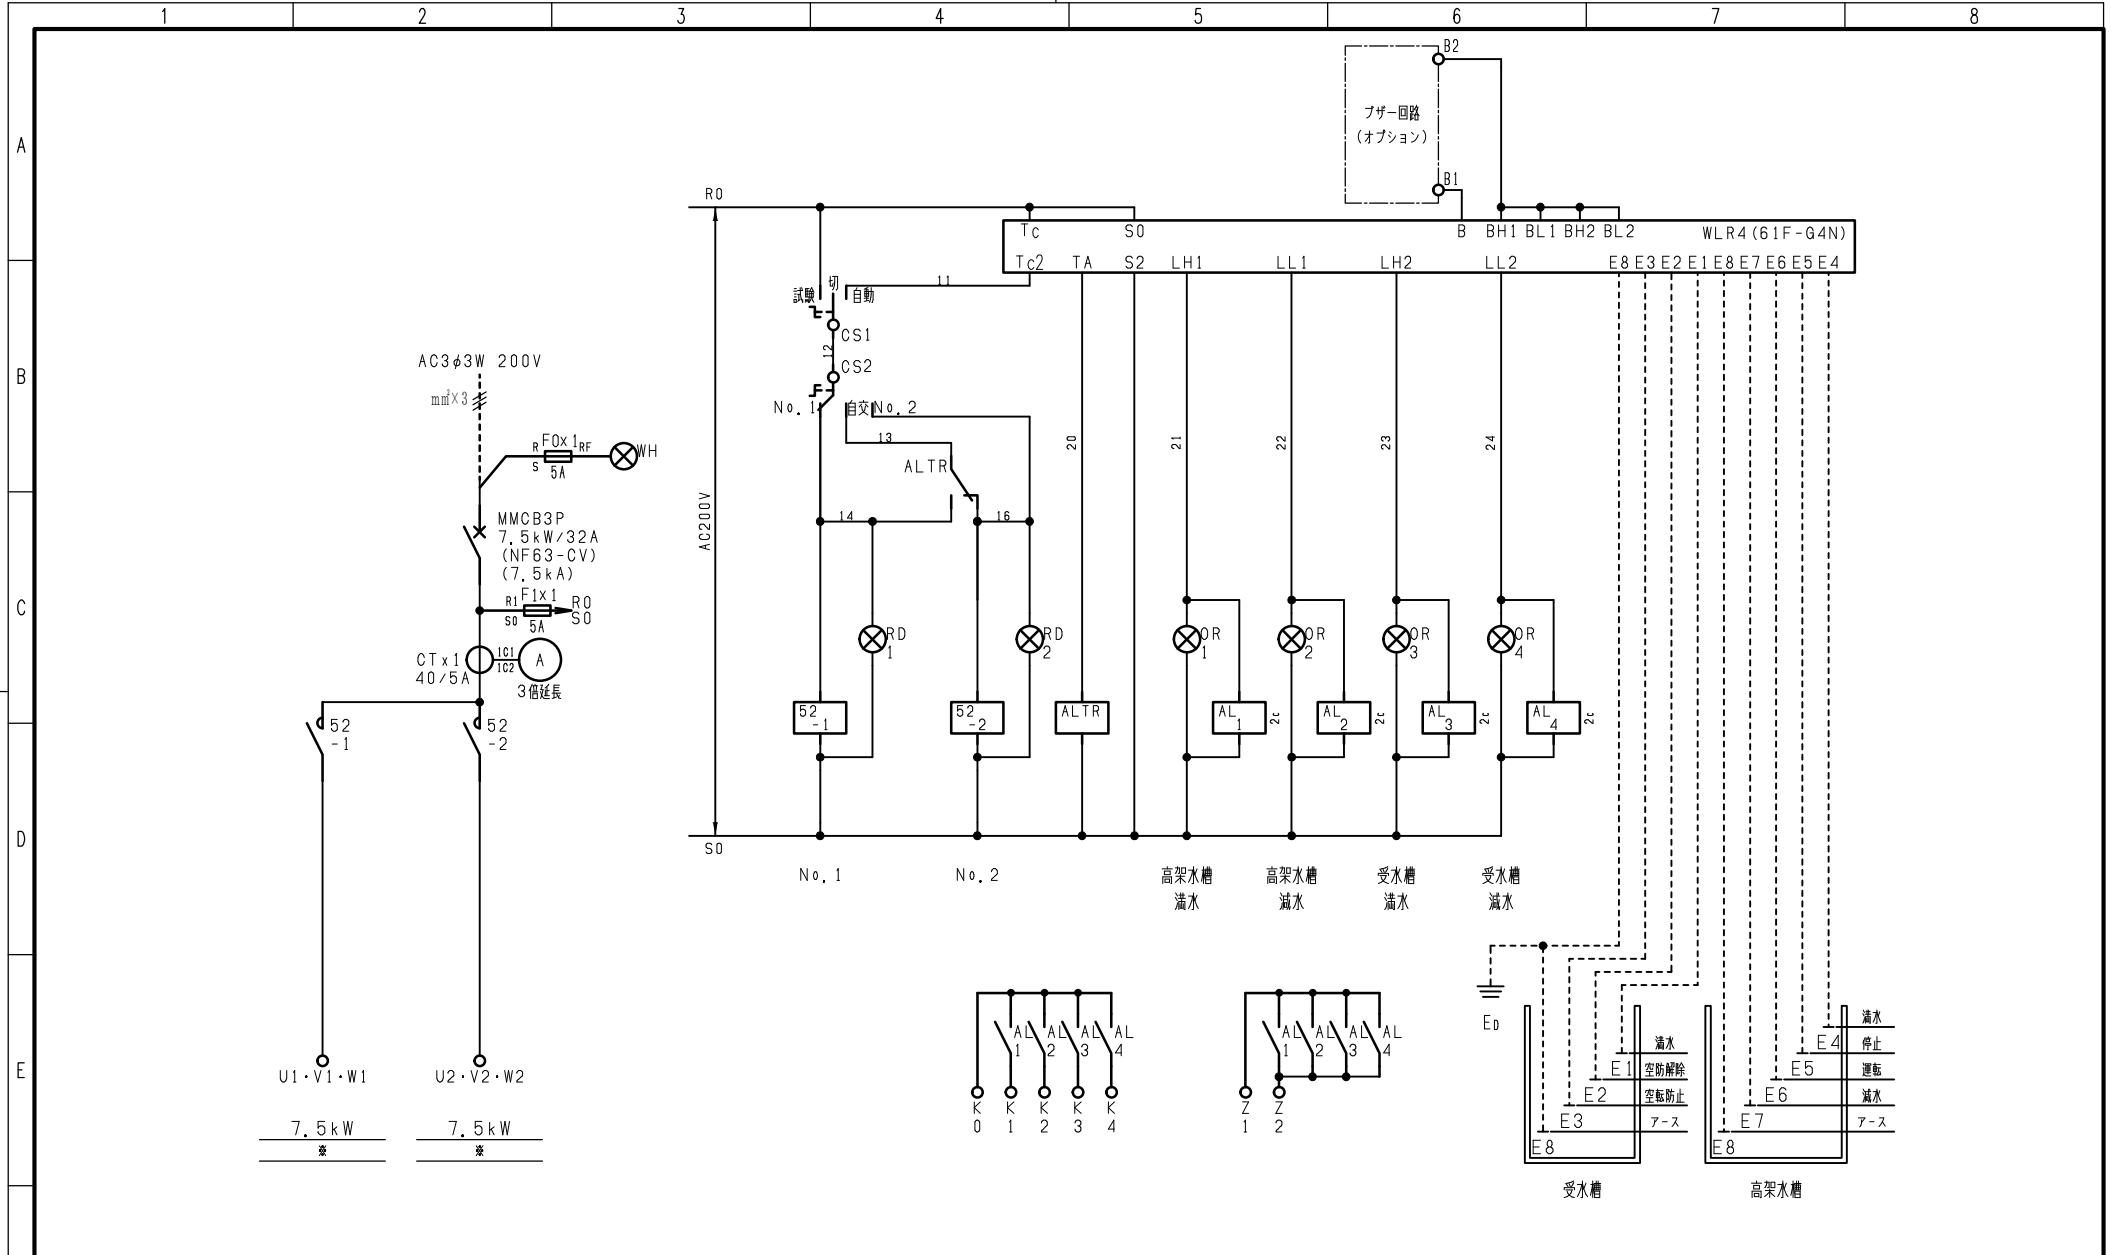 1 2 3 4 5 6 7 8
A
B
C
D
E
B2
ブザー回路
(オプション)
B1
R0
Tc S0 B BH1 BL1 BH2 BL2 WLR4(61F-G4N)
Tc2 TA S2 LH1 LL1 LH2 LL2 E8 E3 E2 E1 E8 E7 E6 E5 E4
試験 切 自動 11
CS1
12
CS2
No.1 自交 No.2
13
ALTR
14 16
20 21 22 23 24
AC200V
AC3φ3W 200V
mm²×3
R F0x1 RF WH
S 5A
MMCB3P
7.5kW/32A
(NF63-CV)
(7.5kA)
R1 F1x1 R0
S0 5A S0
CTx1 1C1 A
40/5A 1C2
3倍延長
52 52
-1 -2
RD RD OR OR OR OR
1 2 1 2 3 4
52 52 ALTR AL AL AL AL
-1 -2 1 2 3 4
2c 2c 2c 2c
S0
No.1 No.2 高架水槽 高架水槽 受水槽 受水槽
満水 減水 満水 減水
U1・V1・W1 U2・V2・W2
7.5kW 7.5kW
※ ※
AL AL AL AL
1 2 3 4
K K K K K
0 1 2 3 4
AL AL AL AL
1 2 3 4
Z Z
1 2
ED
満水
E1 空防解除
E2 空転防止
E3 アース
E8
受水槽
満水
E4 停止
E5 運転
E6 減水
E7 アース
E8
高架水槽